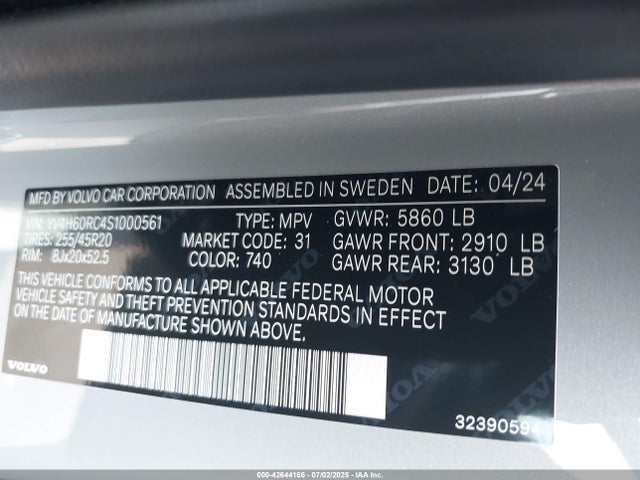 MFD BY VOLVO CAR CORPORATION ASSEMBLED IN SWEDEN DATE: 04/24
VIN: YV4H60RC4S1000561 TYPE: MPV GVWR: 5860 LB
TIRES: 255/45R20 MARKET CODE: 31 GAWR FRONT: 2910 LB
RIM: 8Jx20x52.5 COLOR: 740 GAWR REAR: 3130 LB
THIS VEHICLE CONFORMS TO ALL APPLICABLE FEDERAL MOTOR
VEHICLE SAFETY AND THEFT PREVENTION STANDARDS IN EFFECT
ON THE DATE OF MANUFACTURE SHOWN ABOVE.
VOLVO
32390594
000-42644166 - 07/02/2025 - IAAI.com